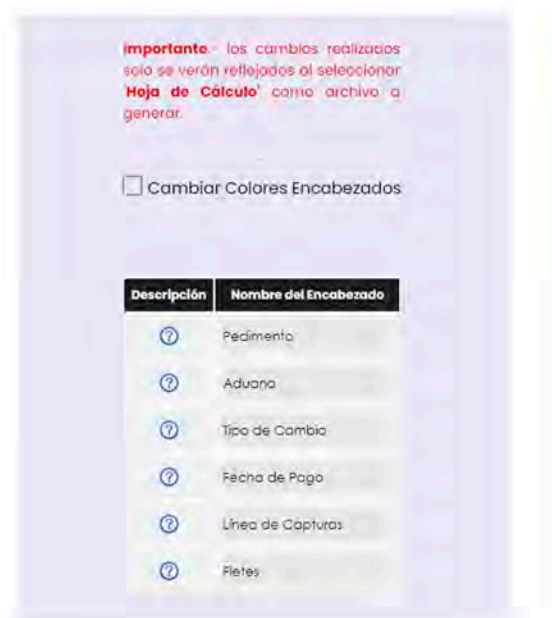 Importante.- los cambios realizados
solo se verán reflejados al seleccionar
'Hoja de Cálculo' como archivo a
generar.
Cambiar Colores Encabezados
Descripción Nombre del Encabezado
Pedimento
Aduana
Tipo de Cambio
Fecha de Pago
Línea de Capturas
Fletes